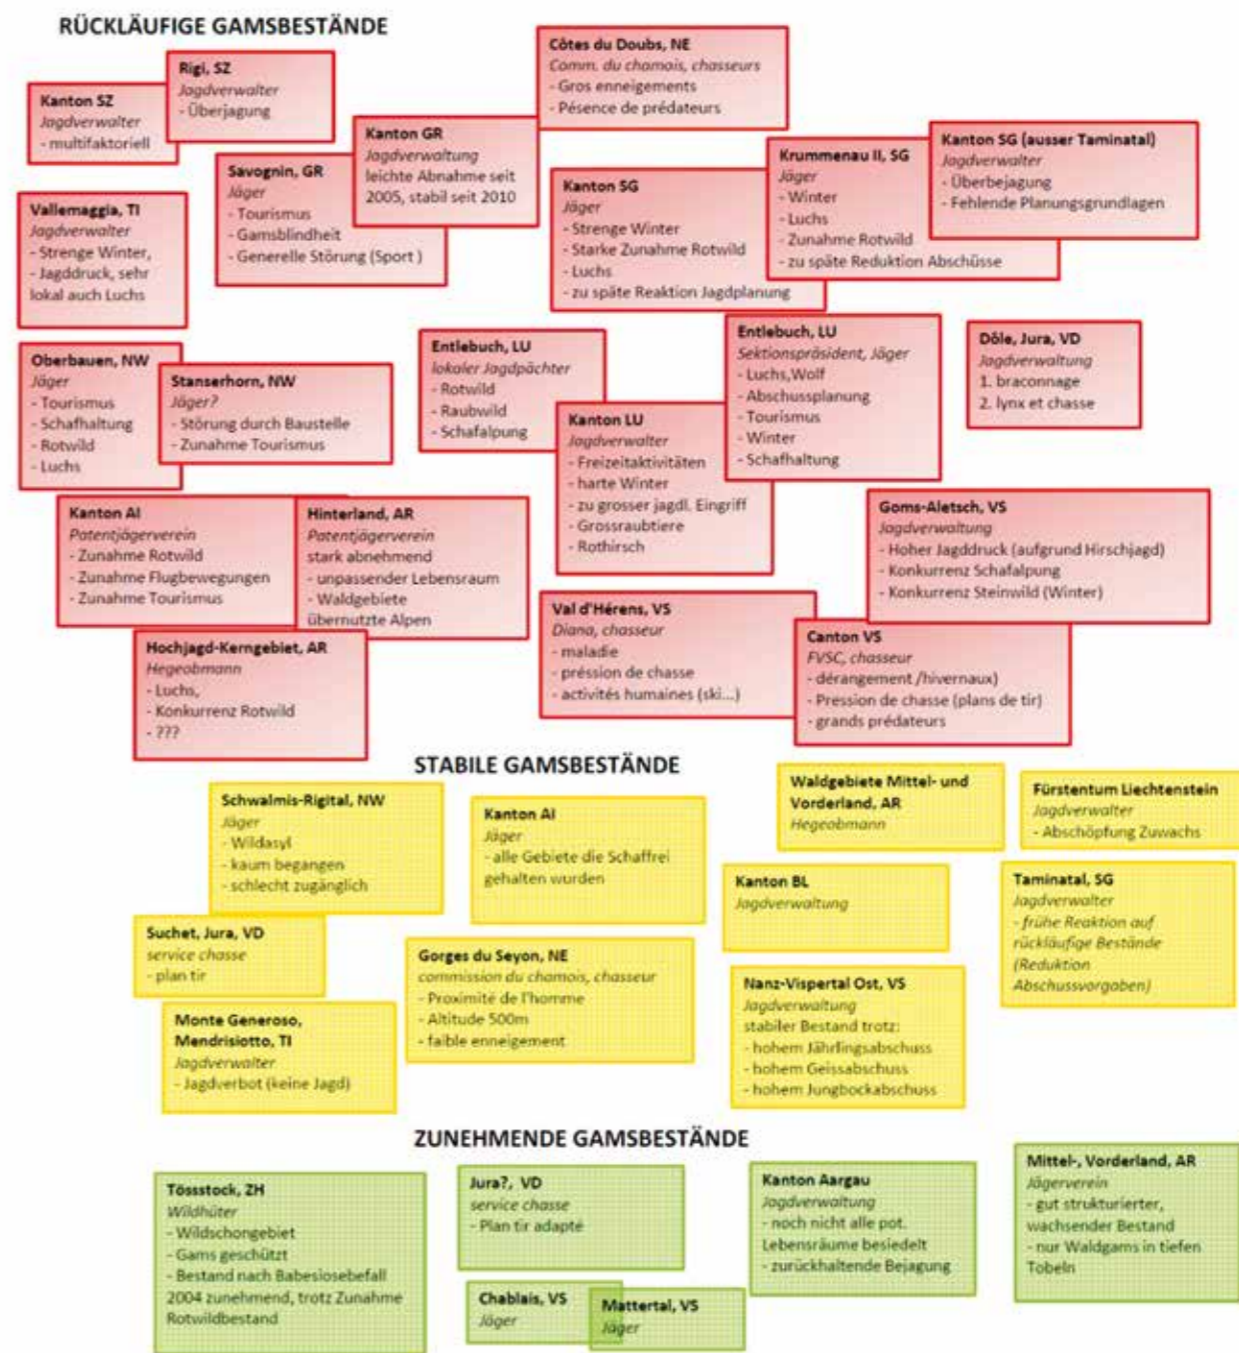 RÜCKLÄUFIGE GAMSBESTÄNDE
Kanton SZ
Jagdverwalter
- multifaktoriell
Rigi, SZ
Jagdverwalter
- Überjagung
Côtes du Doubs, NE
Comm. du chamois, chasseurs
- Gros enneigements
- Pésence de prédateurs
Savognin, GR
Jäger
- Tourismus
- Gamsblindheit
- Generelle Störung (Sport )
Kanton GR
Jagdverwaltung
leichte Abnahme seit
2005, stabil seit 2010
Kanton SG
Jäger
- Strenge Winter
- Starke Zunahme Rotwild
- Luchs
- zu späte Reaktion Jagdplanung
Krummenau II, SG
Jäger
- Winter
- Luchs
- Zunahme Rotwild
- zu späte Reduktion Abschüsse
Kanton SG (ausser Taminatal)
Jagdverwalter
- Überbejagung
- Fehlende Planungsgrundlagen
Vallemaggia, TI
Jagdverwalter
- Strenge Winter,
- Jagddruck, sehr
lokal auch Luchs
Oberbauen, NW
Jäger
- Tourismus
- Schafhaltung
- Rotwild
- Luchs
Stanserhorn, NW
Jäger?
- Störung durch Baustelle
- Zunahme Tourismus
Entlebuch, LU
lokaler Jagdpächter
- Rotwild
- Raubwild
- Schafalpung
Kanton LU
Jagdverwalter
- Freizeitaktivitäten
- harte Winter
- zu grosser jagdl. Eingriff
- Grossraubtiere
- Rothirsch
Entlebuch, LU
Sektionspräsident, Jäger
- Luchs,Wolf
- Abschussplanung
- Tourismus
- Winter
- Schafhaltung
Dôle, Jura, VD
Jagdverwaltung
1. braconnage
2. lynx et chasse
Kanton AI
Patentjägerverein
- Zunahme Rotwild
- Zunahme Flugbewegungen
- Zunahme Tourismus
Hinterland, AR
Patentjägerverein
stark abnehmend
- unpassender Lebensraum
- Waldgebiete
übernutzte Alpen
Goms-Aletsch, VS
Jagdverwaltung
- Hoher Jagddruck (aufgrund Hirschjagd)
- Konkurrenz Schafalpung
- Konkurrenz Steinwild (Winter)
Hochjagd-Kerngebiet, AR
Hegeobmann
- Luchs,
- Konkurrenz Rotwild
- ???
Val d'Hérens, VS
Diana, chasseur
- maladie
- préssion de chasse
- activités humaines (ski...)
Canton VS
FVSC, chasseur
- dérangement /hivernaux)
- Pression de chasse (plans de tir)
- grands prédateurs
STABILE GAMSBESTÄNDE
Schwalmis-Rigital, NW
Jäger
- Wildasyl
- kaum begangen
- schlecht zugänglich
Kanton AI
Jäger
- alle Gebiete die Schaffrei
gehalten wurden
Waldgebiete Mittel- und
Vorderland, AR
Hegeobmann
Fürstentum Liechtenstein
Jagdverwalter
- Abschöpfung Zuwachs
Kanton BL
Jagdverwaltung
Taminatal, SG
Jagdverwalter
- frühe Reaktion auf
rückläufige Bestände
(Reduktion
Abschussvorgaben)
Suchet, Jura, VD
service chasse
- plan tir
Gorges du Seyon, NE
commission du chamois, chasseur
- Proximité de l'homme
- Altitude 500m
- faible enneigement
Nanz-Vispertal Ost, VS
Jagdverwaltung
stabiler Bestand trotz:
- hohem Jährlingsabschuss
- hohem Geissabschuss
- hohem Jungbockabschuss
Monte Generoso,
Mendrisiotto, TI
Jagdverwalter
- Jagdverbot (keine Jagd)
ZUNEHMENDE GAMSBESTÄNDE
Tössstock, ZH
Wildhüter
- Wildschongebiet
- Gams geschützt
- Bestand nach Babesiosebefall
2004 zunehmend, trotz Zunahme
Rotwildbestand
Jura?, VD
service chasse
- Plan tir adapté
Kanton Aargau
Jagdverwaltung
- noch nicht alle pot.
Lebensräume besiedelt
- zurückhaltende Bejagung
Mittel-, Vorderland, AR
Jägerverein
- gut strukturierter,
wachsender Bestand
- nur Waldgams in tiefen
Tobeln
Chablais, VS
Jäger
Mattertal, VS
Jäger